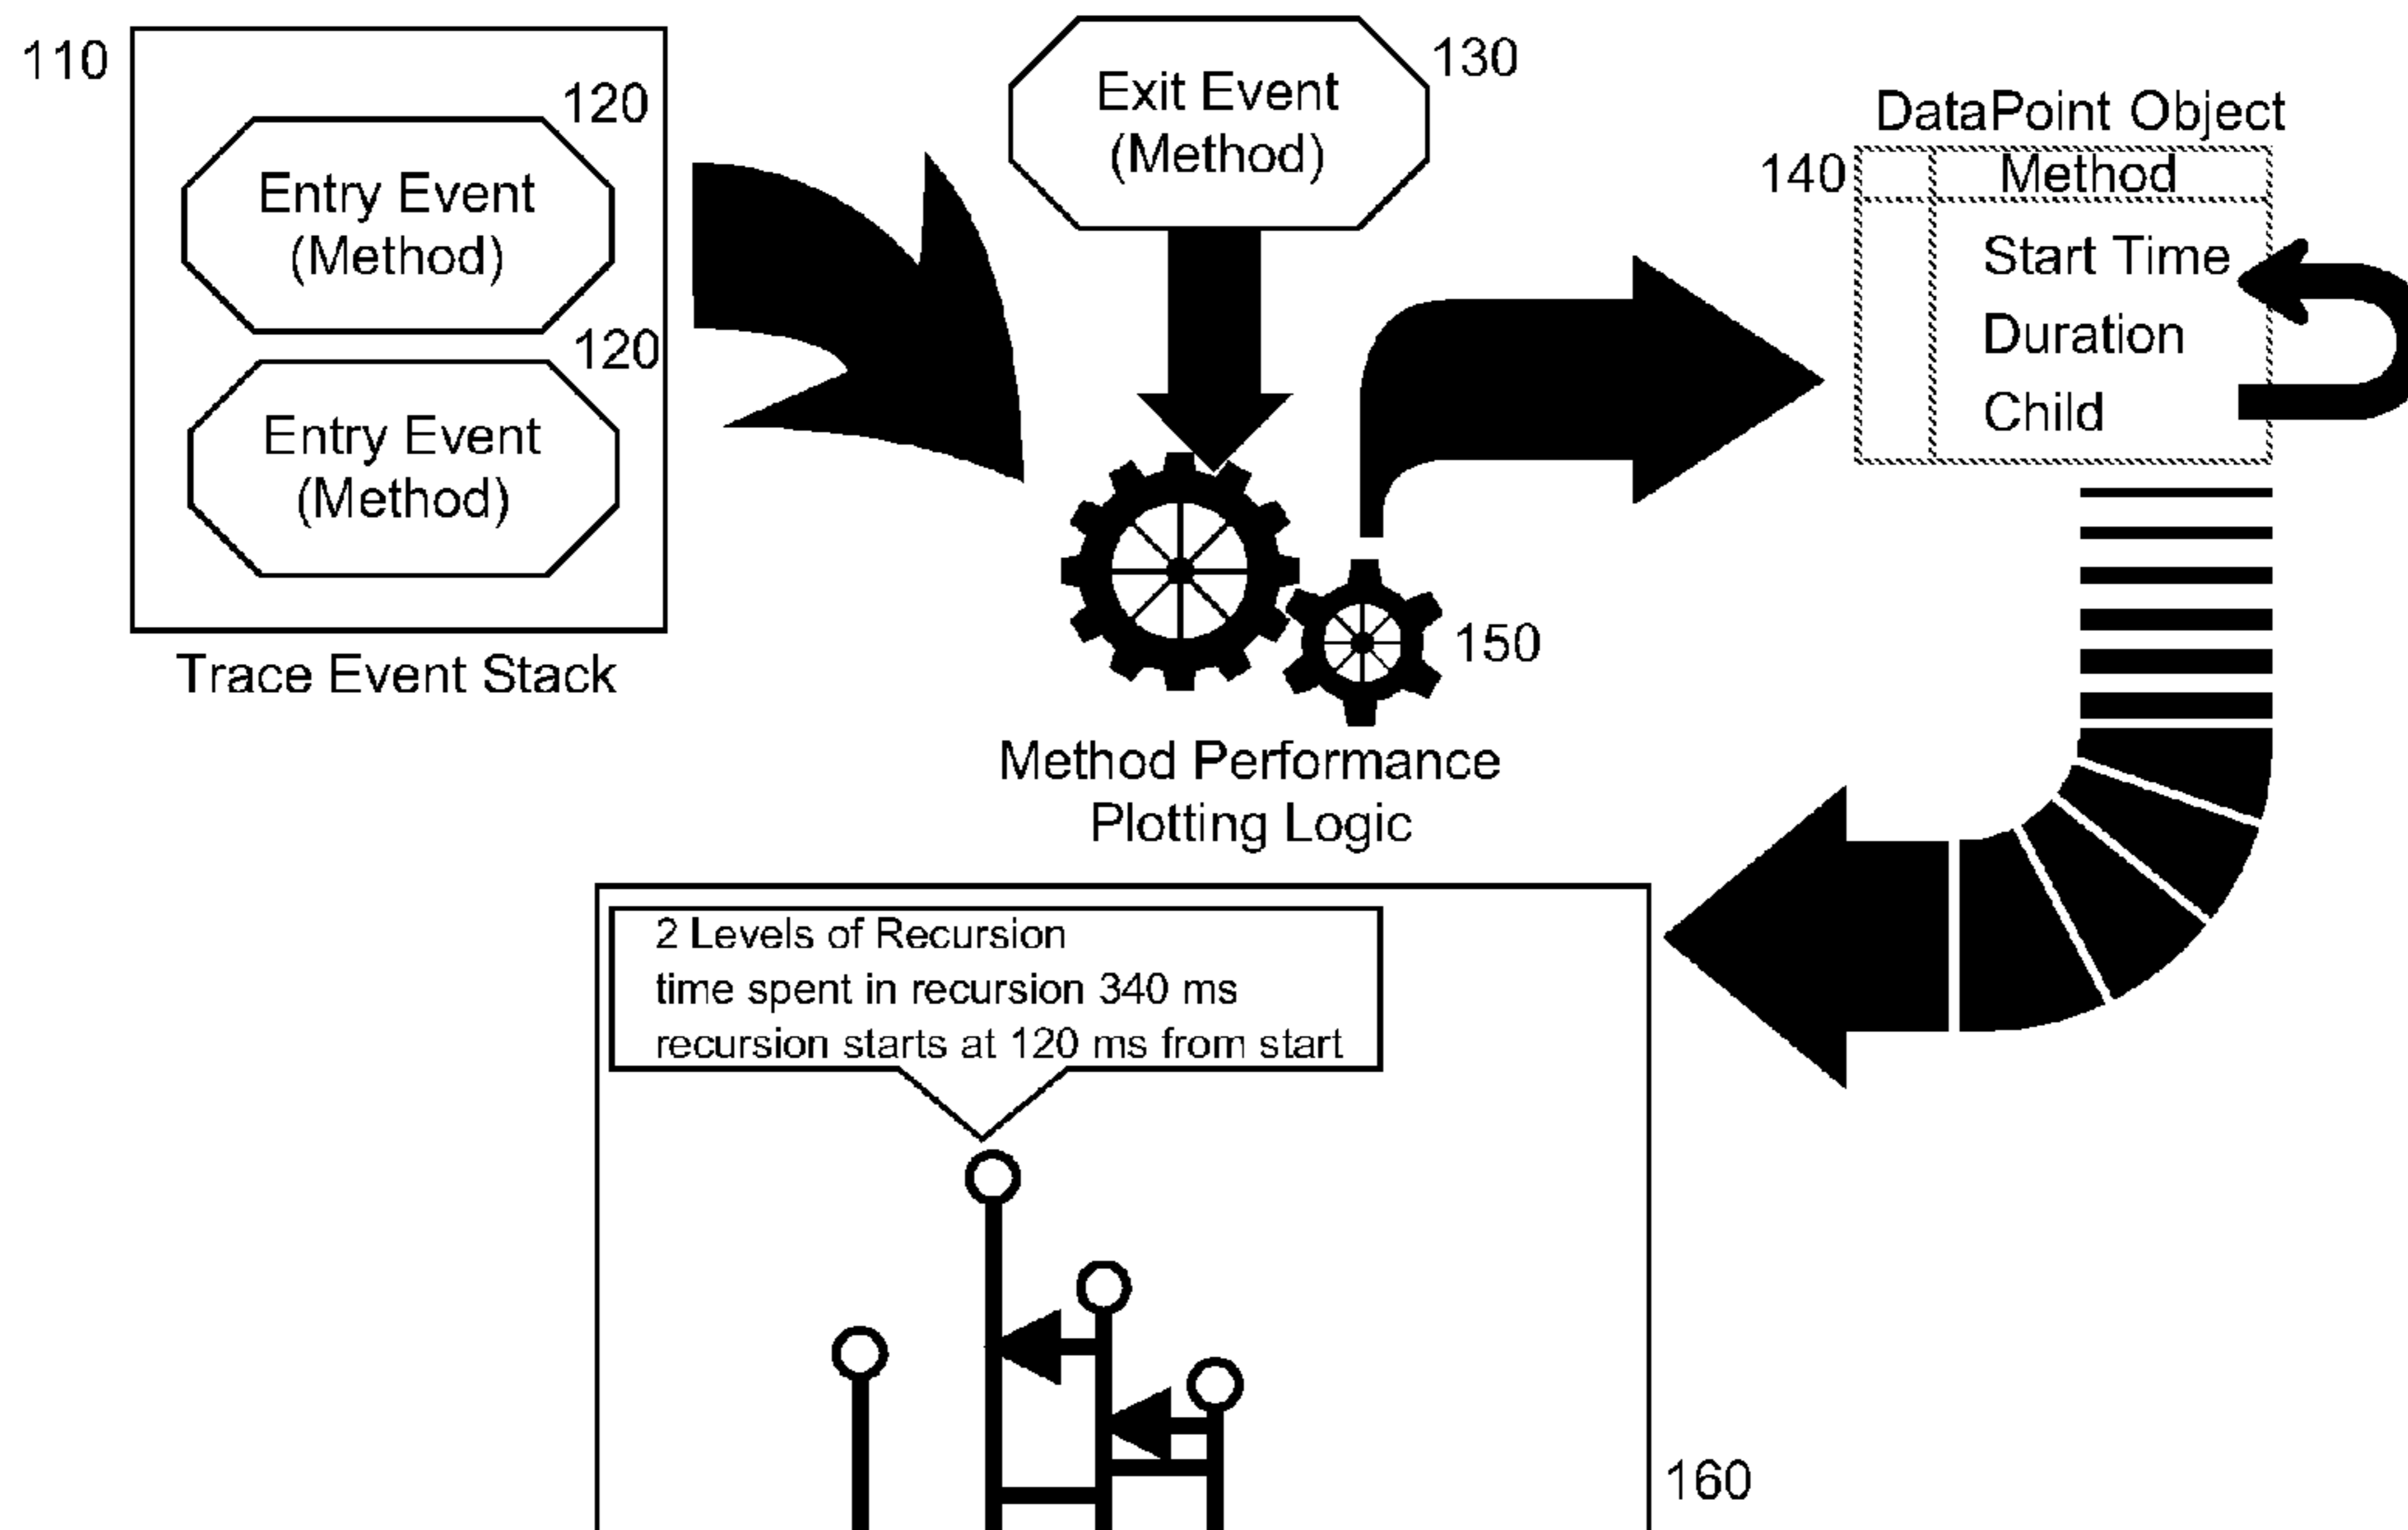 110
120
Entry Event
(Method)
120
Entry Event
(Method)
Trace Event Stack
Exit Event
(Method)
130
DataPoint Object
140
Method
Start Time
Duration
Child
150
Method Performance
Plotting Logic
2 Levels of Recursion
time spent in recursion 340 ms
recursion starts at 120 ms from start
160